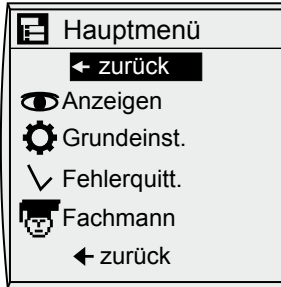 Hauptmenü
← zurück
Anzeigen
Grundeinst.
Fehlerquitt.
Fachmann
← zurück